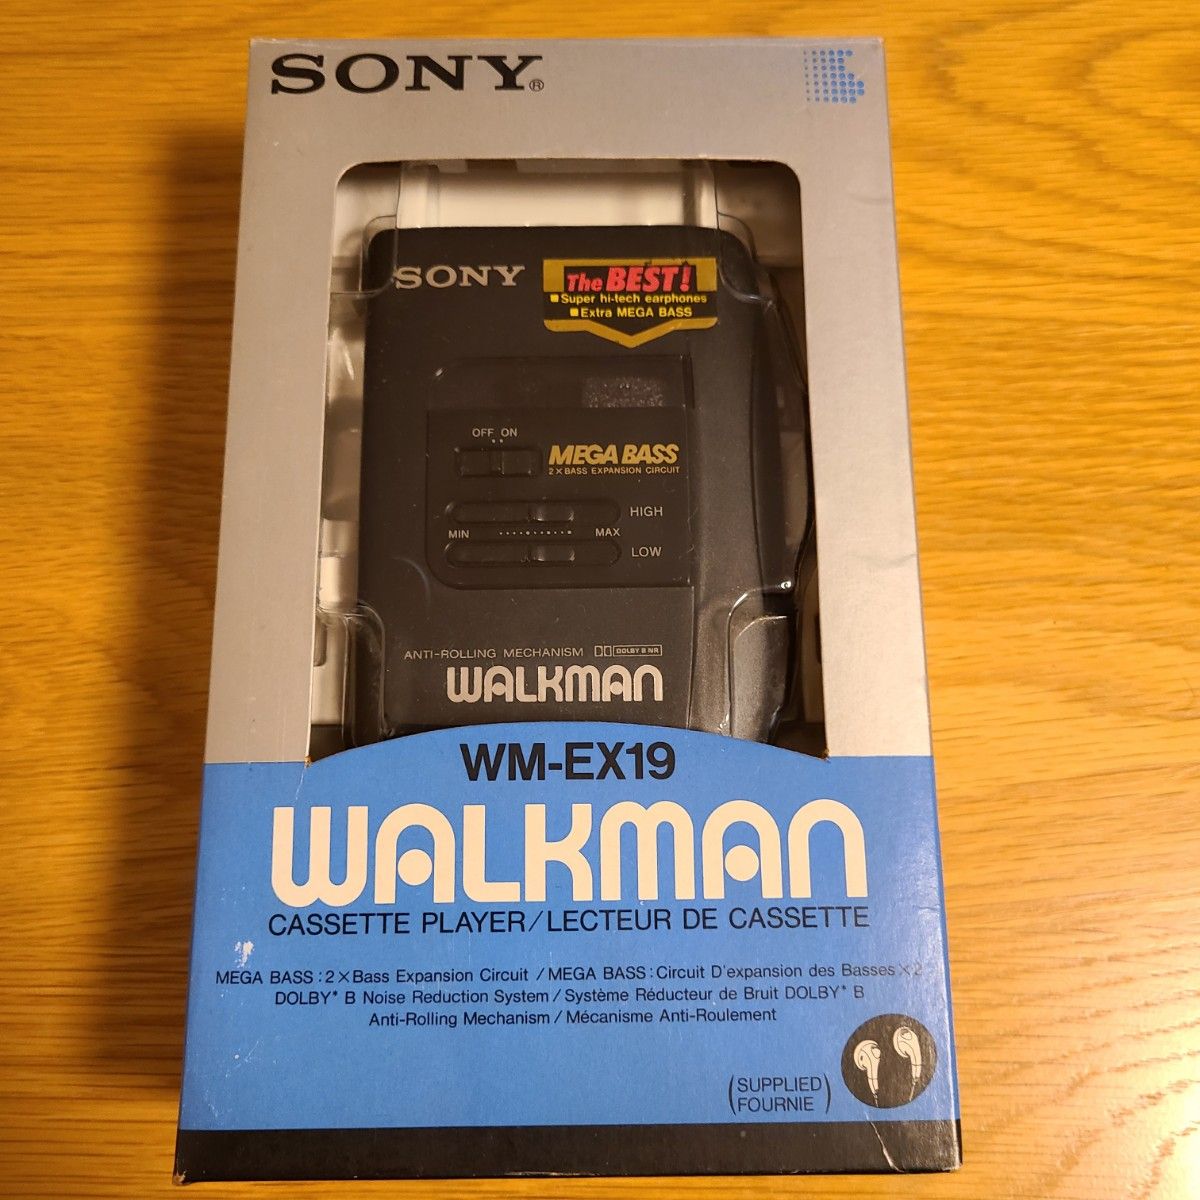 SONY®
SONY
The BEST!
■Super hi-tech earphones
■Extra MEGA BASS
OFF ON
MEGA BASS
2×BASS EXPANSION CIRCUIT
HIGH
MIN MAX
LOW
ANTI-ROLLING MECHANISM DOLBY B NR
WALKMAN
WM-EX19
WALKMAN
CASSETTE PLAYER/LECTEUR DE CASSETTE
MEGA BASS:2×Bass Expansion Circuit / MEGA BASS:Circuit D'expansion des Basses×2
DOLBY* B Noise Reduction System / Système Réducteur de Bruit DOLBY* B
Anti-Rolling Mechanism / Mécanisme Anti-Roulement
(SUPPLIED
FOURNIE)